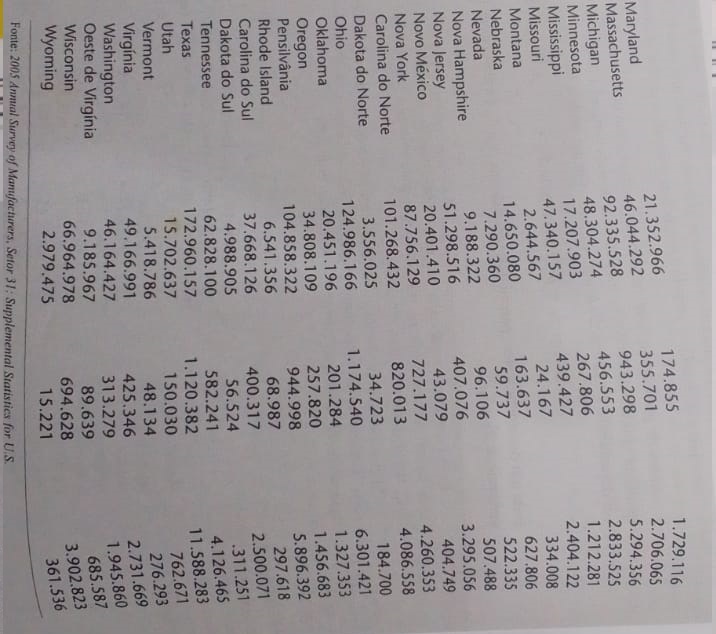 Maryland 21.352.966 174.855 1.729.116
Massachusetts 46.044.292 355.701 2.706.065
Michigan 92.335.528 943.298 5.294.356
Minnesota 48.304.274 456.553 2.833.525
Mississippi 17.207.903 267.806 1.212.281
Missouri 47.340.157 439.427 2.404.122
Montana 2.644.567 24.167 334.008
Nebraska 14.650.080 163.637 627.806
Nevada 7.290.360 59.737 522.335
Nova Hampshire 9.188.322 96.106 507.488
Nova Jersey 51.298.516 407.076 3.295.056
Novo México 20.401.410 43.079 404.749
Nova York 87.756.129 727.177 4.260.353
Carolina do Norte 101.268.432 820.013 4.086.558
Dakota do Norte 3.556.025 34.723 184.700
Ohio 124.986.166 1.174.540 6.301.421
Oklahoma 20.451.196 201.284 1.327.353
Oregon 34.808.109 257.820 1.456.683
Pensilvânia 104.858.322 944.998 5.896.392
Rhode Island 6.541.356 68.987 297.618
Carolina do Sul 37.668.126 400.317 2.500.071
Dakota do Sul 4.988.905 56.524 .311.251
Tennessee 62.828.100 582.241 4.126.465
Texas 172.960.157 1.120.382 11.588.283
Utah 15.702.637 150.030 762.671
Vermont 5.418.786 48.134 276.293
Virgínia 49.166.991 425.346 2.731.669
Washington 46.164.427 313.279 1.945.860
Oeste de Virgínia 9.185.967 89.639 685.587
Wisconsin 66.964.978 694.628 3.902.823
Wyoming 2.979.475 15.221 361.536
Fonte: 2005 Annual Survey of Manufacturers, Setor 31: Supplemental Statistics for U.S.